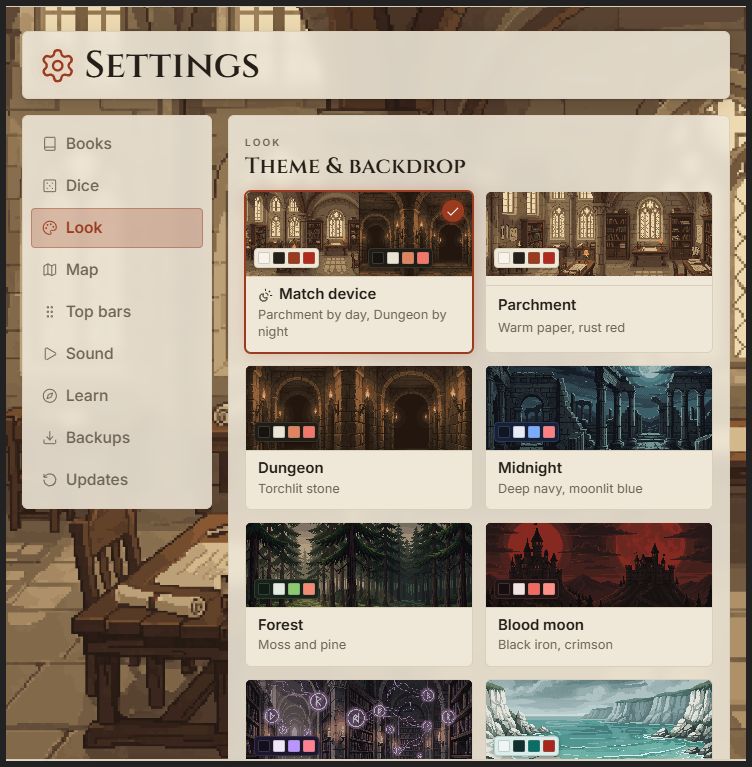 Settings
Books
Dice
Look
Map
Top bars
Sound
Learn
Backups
Updates
LOOK
Theme & backdrop
Match device
Parchment by day, Dungeon by
night
Parchment
Warm paper, rust red
Dungeon
Torchlit stone
Midnight
Deep navy, moonlit blue
Forest
Moss and pine
Blood moon
Black iron, crimson